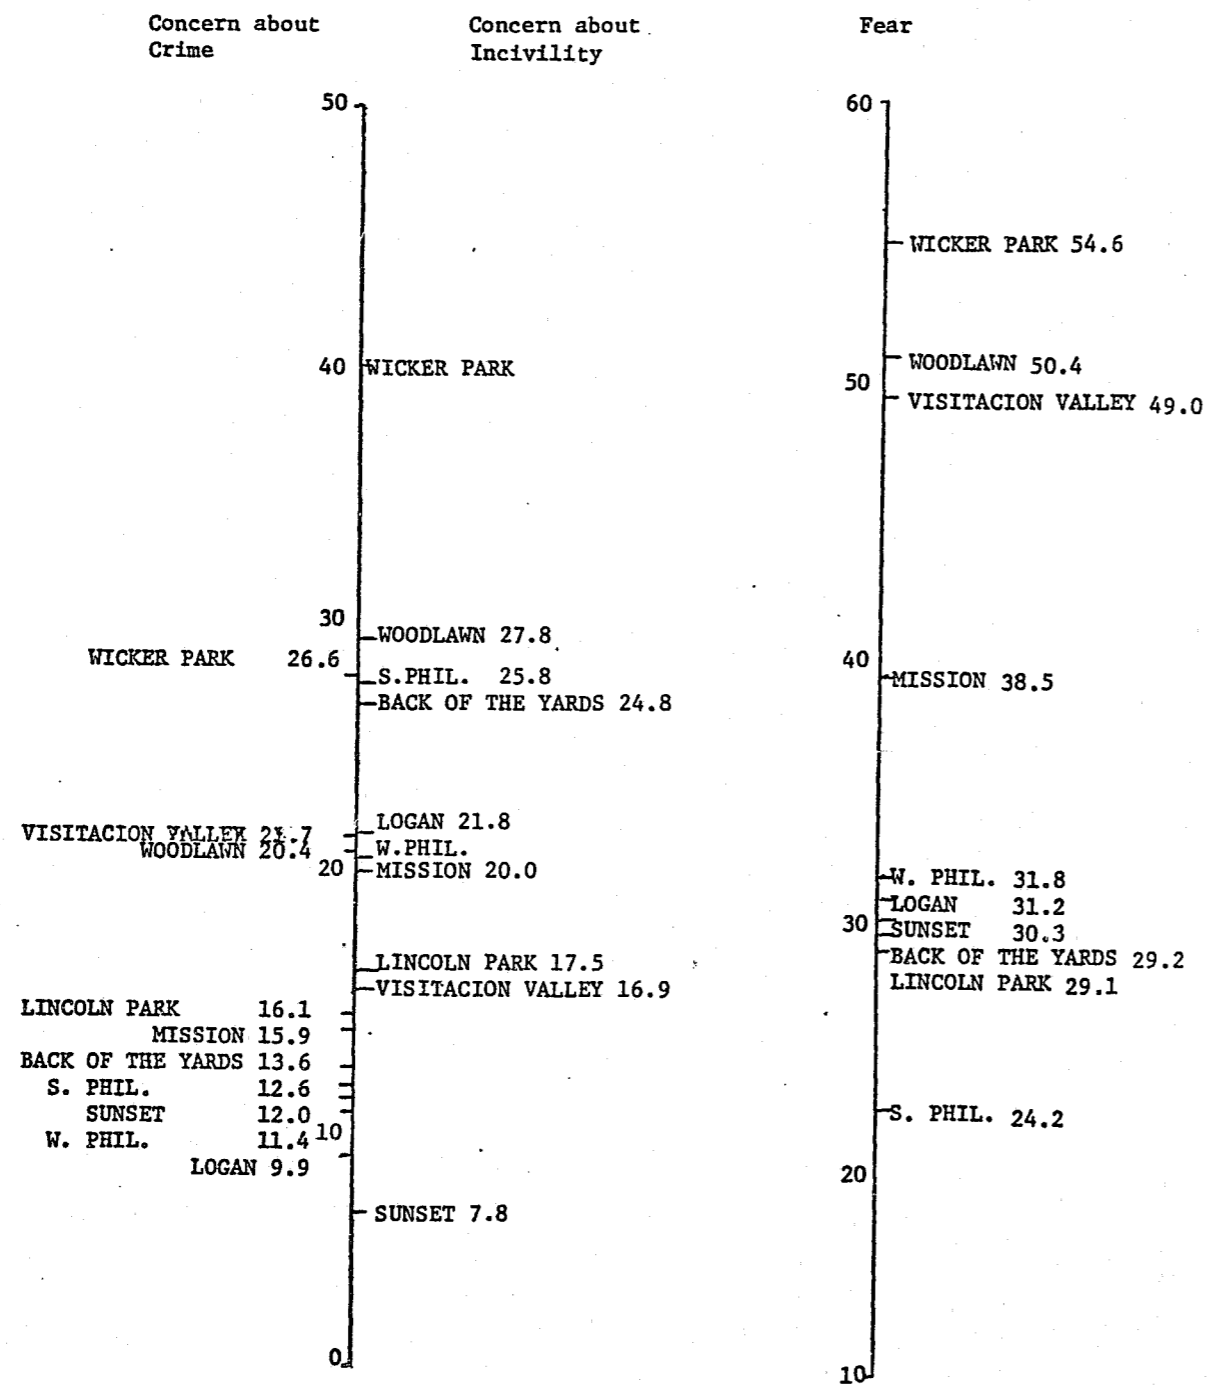 Concern about Crime
Concern about Incivility
Fear
50
40
30
20
10
0
WICKER PARK 26.6
VISITACION VALLEY 21.7
WOODLAWN 20.4
LINCOLN PARK 16.1
MISSION 15.9
BACK OF THE YARDS 13.6
S. PHIL. 12.6
SUNSET 12.0
W. PHIL. 11.4
LOGAN 9.9
WICKER PARK
WOODLAWN 27.8
S.PHIL. 25.8
BACK OF THE YARDS 24.8
LOGAN 21.8
W.PHIL.
MISSION 20.0
LINCOLN PARK 17.5
VISITACION VALLEY 16.9
SUNSET 7.8
60
50
40
30
20
10
WICKER PARK 54.6
WOODLAWN 50.4
VISITACION VALLEY 49.0
MISSION 38.5
W. PHIL. 31.8
LOGAN 31.2
SUNSET 30.3
BACK OF THE YARDS 29.2
LINCOLN PARK 29.1
S. PHIL. 24.2